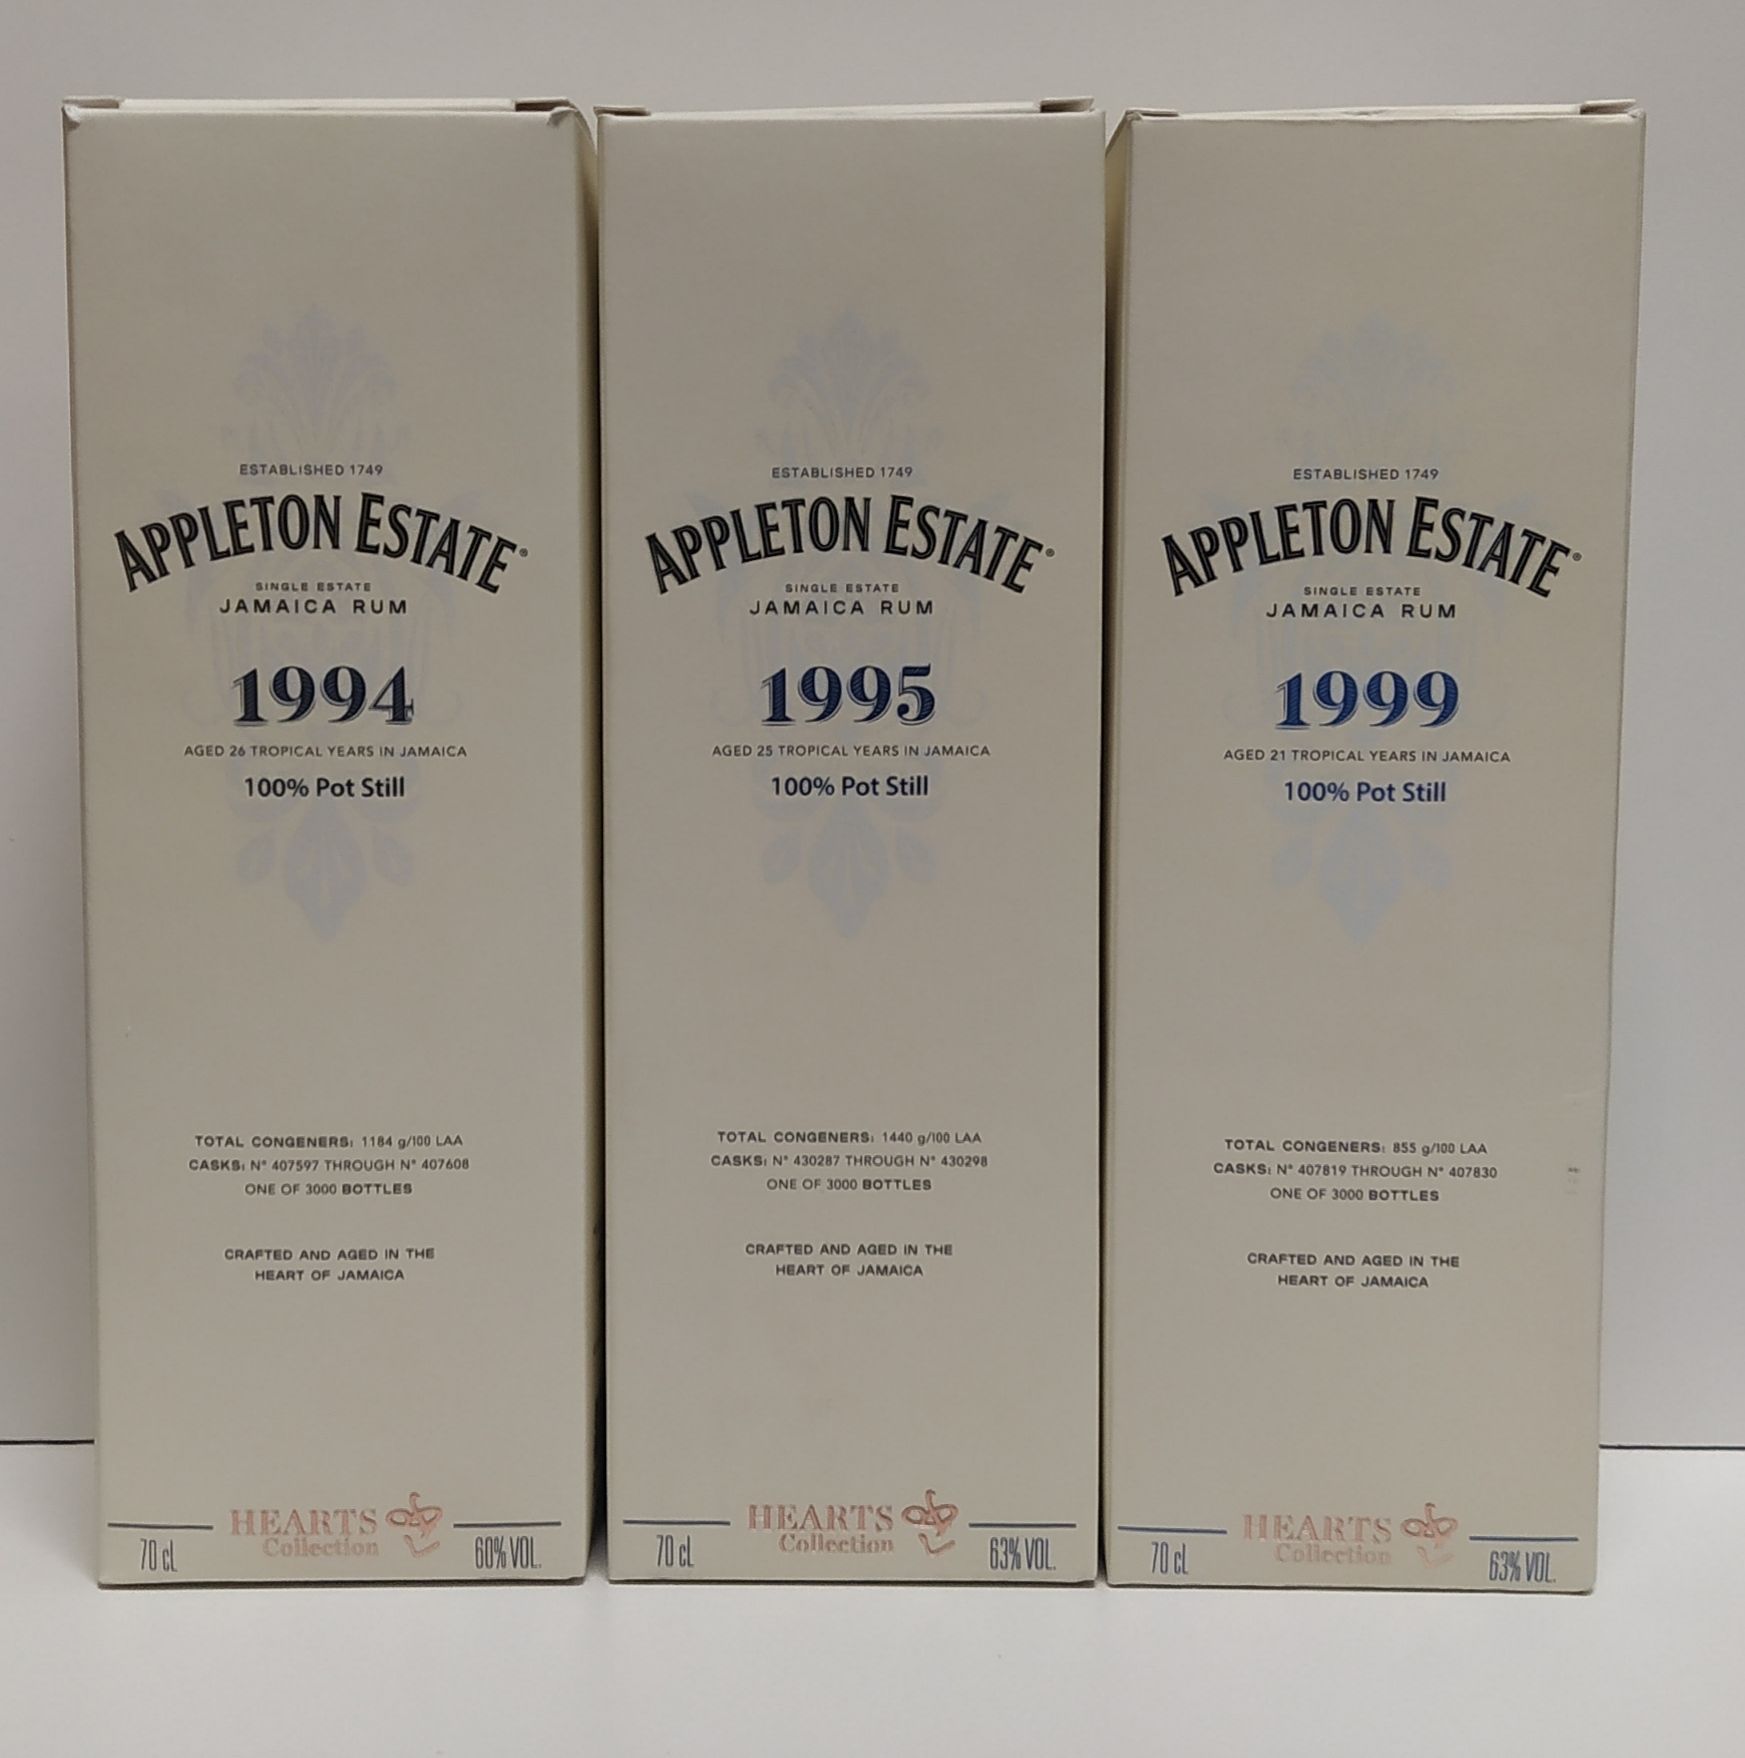 ESTABLISHED 1749
APPLETON ESTATE®
SINGLE ESTATE
JAMAICA RUM
1994
AGED 26 TROPICAL YEARS IN JAMAICA
100% Pot Still
TOTAL CONGENERS: 1184 g/100 LAA
CASKS: N° 407597 THROUGH N° 407608
ONE OF 3000 BOTTLES
CRAFTED AND AGED IN THE
HEART OF JAMAICA
HEARTS
Collection
70 cL
60% VOL.
ESTABLISHED 1749
APPLETON ESTATE®
SINGLE ESTATE
JAMAICA RUM
1995
AGED 25 TROPICAL YEARS IN JAMAICA
100% Pot Still
TOTAL CONGENERS: 1440 g/100 LAA
CASKS: N° 430287 THROUGH N° 430298
ONE OF 3000 BOTTLES
CRAFTED AND AGED IN THE
HEART OF JAMAICA
HEARTS
Collection
70 cL
63% VOL.
ESTABLISHED 1749
APPLETON ESTATE®
SINGLE ESTATE
JAMAICA RUM
1999
AGED 21 TROPICAL YEARS IN JAMAICA
100% Pot Still
TOTAL CONGENERS: 855 g/100 LAA
CASKS: N° 407819 THROUGH N° 407830
ONE OF 3000 BOTTLES
CRAFTED AND AGED IN THE
HEART OF JAMAICA
HEARTS
Collection
70 cL
63% VOL.